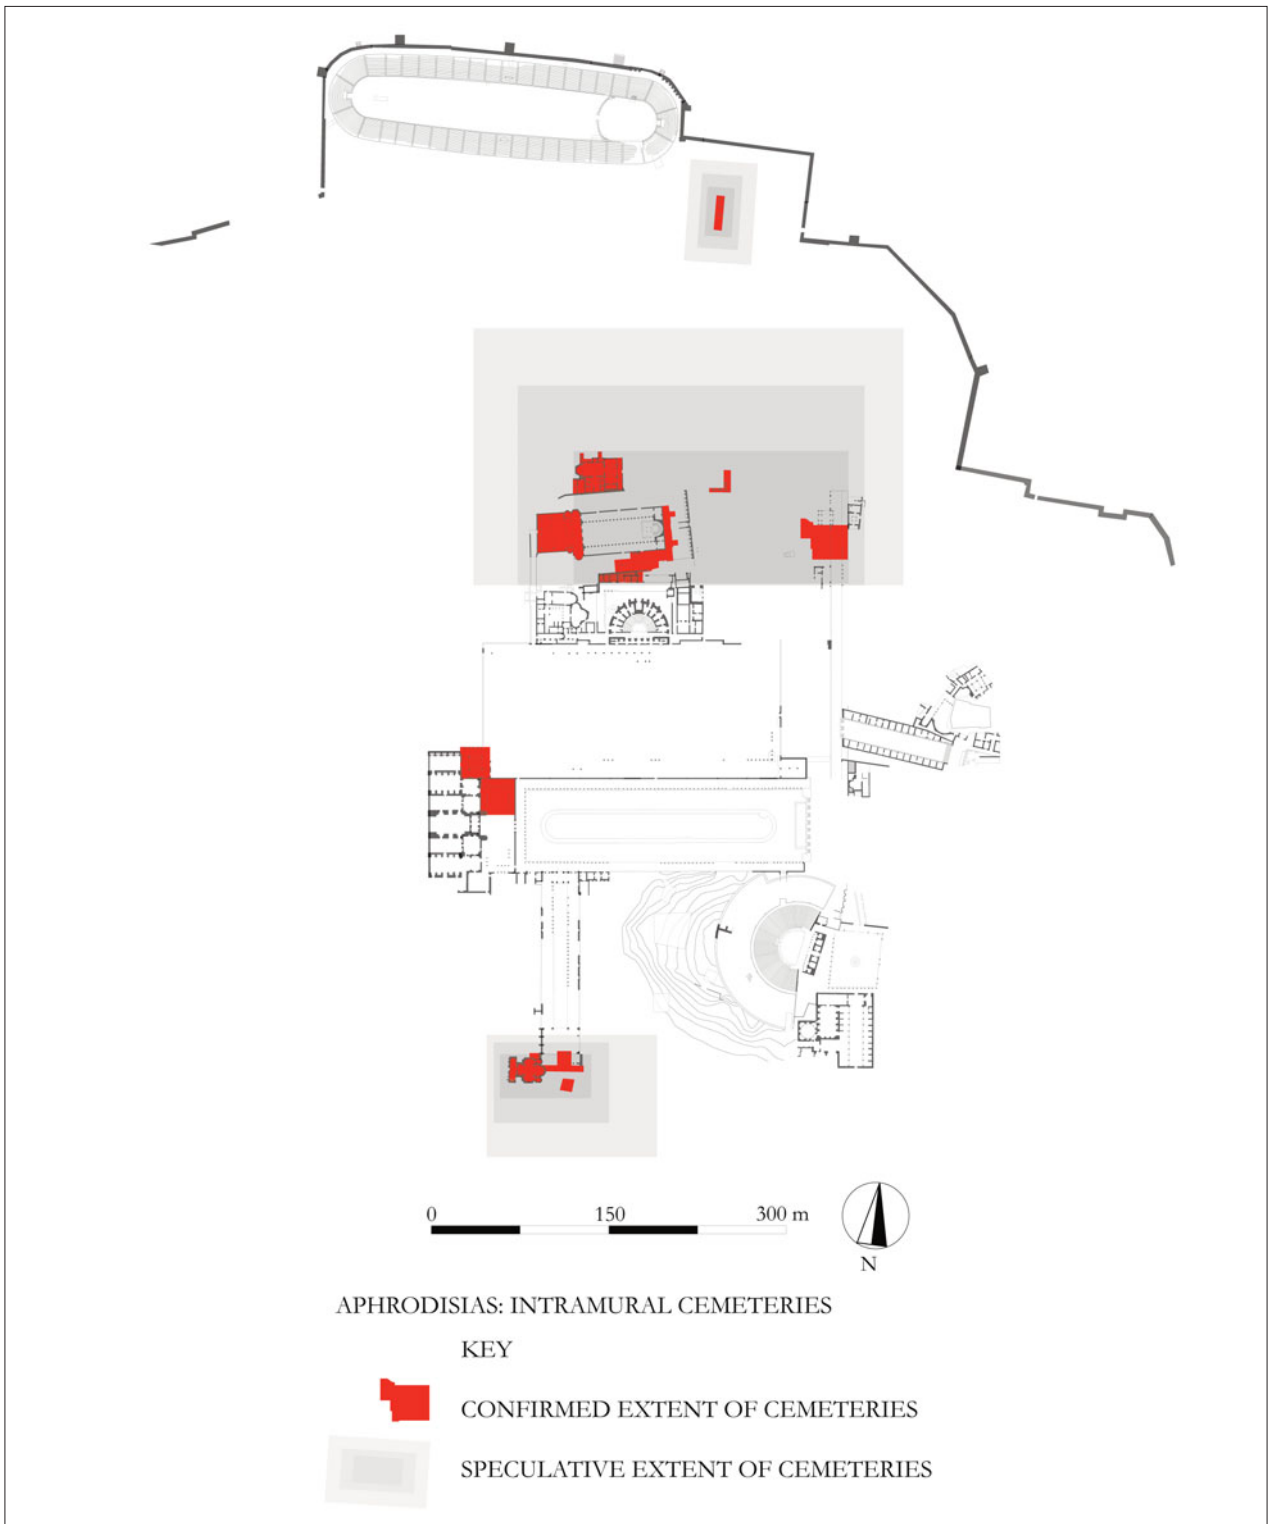 0 150 300 m
N
APHRODISIAS: INTRAMURAL CEMETERIES
KEY
CONFIRMED EXTENT OF CEMETERIES
SPECULATIVE EXTENT OF CEMETERIES